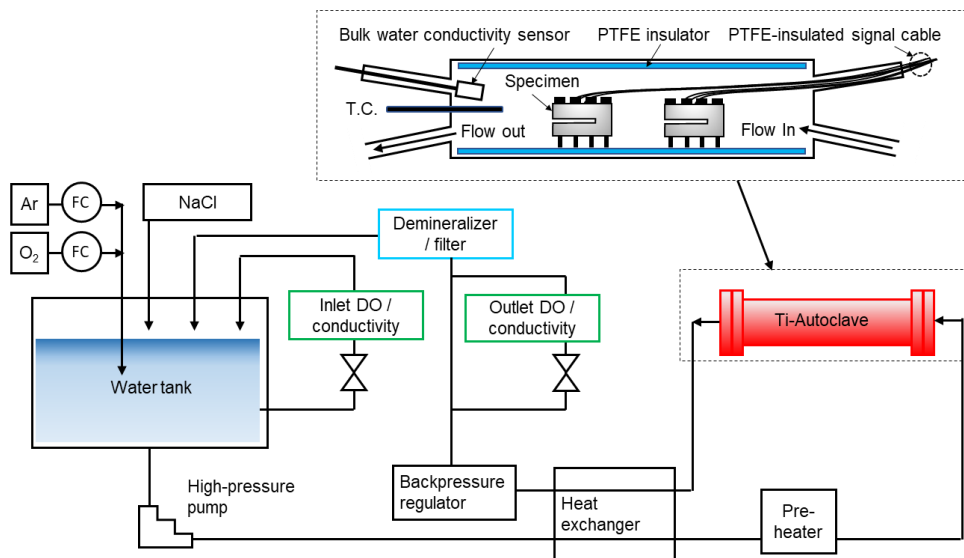 Bulk water conductivity sensor
PTFE insulator
PTFE-insulated signal cable
Specimen
T.C.
Flow out
Flow In
Ar
FC
NaCl
O₂
FC
Demineralizer
/ filter
Inlet DO /
conductivity
Outlet DO /
conductivity
Ti-Autoclave
Water tank
High-pressure
pump
Backpressure
regulator
Heat
exchanger
Pre-
heater